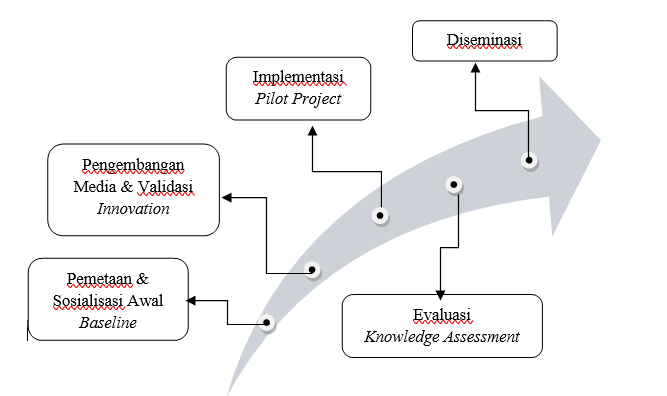 Diseminasi
Implementasi
Pilot Project
Pengembangan
Media & Validasi
Innovation
Pemetaan &
Sosialisasi Awal
Baseline
Evaluasi
Knowledge Assessment